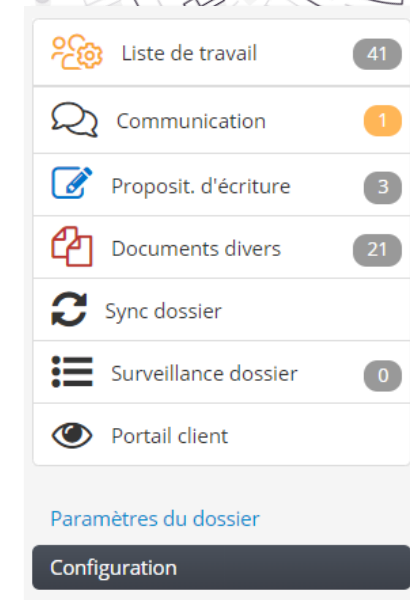 Liste de travail 41
Communication 1
Proposit. d'écriture 3
Documents divers 21
Sync dossier
Surveillance dossier 0
Portail client
Paramètres du dossier
Configuration